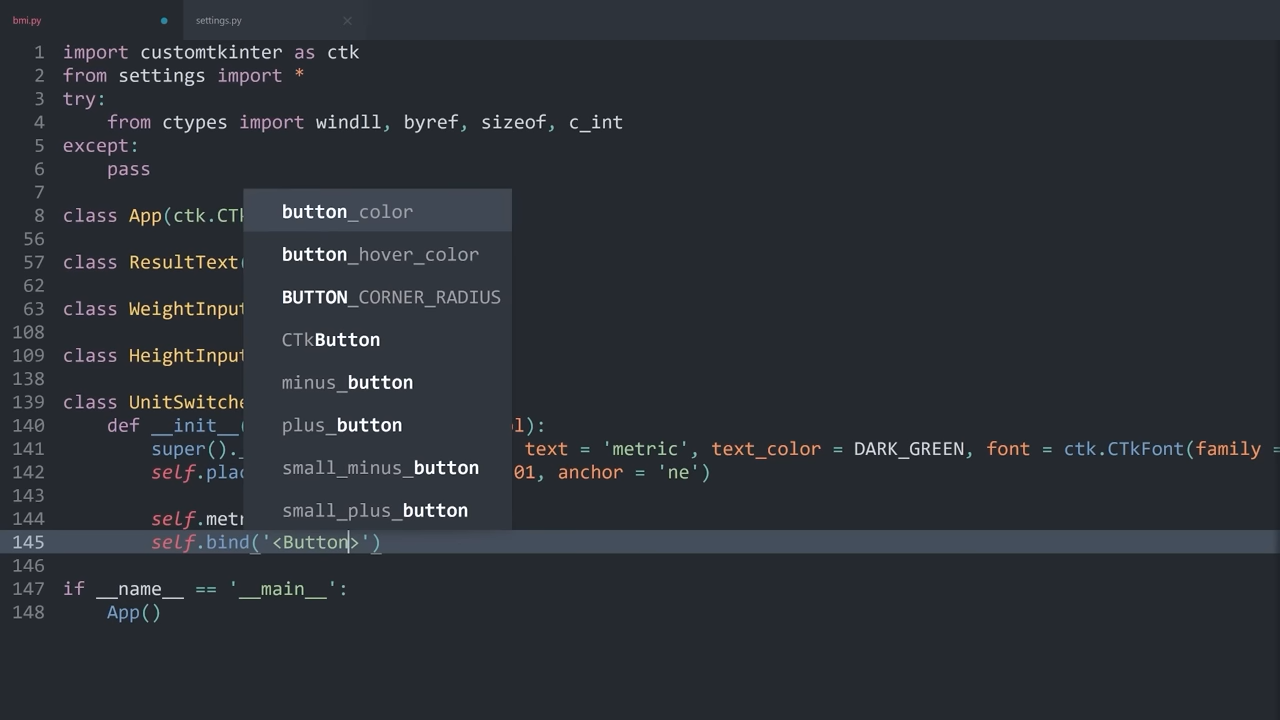 bmi.py
settings.py
1 import customtkinter as ctk
2 from settings import *
3 try:
4 from ctypes import windll, byref, sizeof, c_int
5 except:
6 pass
7
8 class App(ctk.CTk
56
57 class ResultText(
62
63 class WeightInput
108
109 class HeightInput
138
139 class UnitSwitche
140 def __init__( l):
141 super()._ text = 'metric', text_color = DARK_GREEN, font = ctk.CTkFont(family =
142 self.plac 01, anchor = 'ne')
143
144 self.metr
145 self.bind('<Button>')
146
147 if __name__ == '__main__':
148 App()
button_color
button_hover_color
BUTTON_CORNER_RADIUS
CTkButton
minus_button
plus_button
small_minus_button
small_plus_button